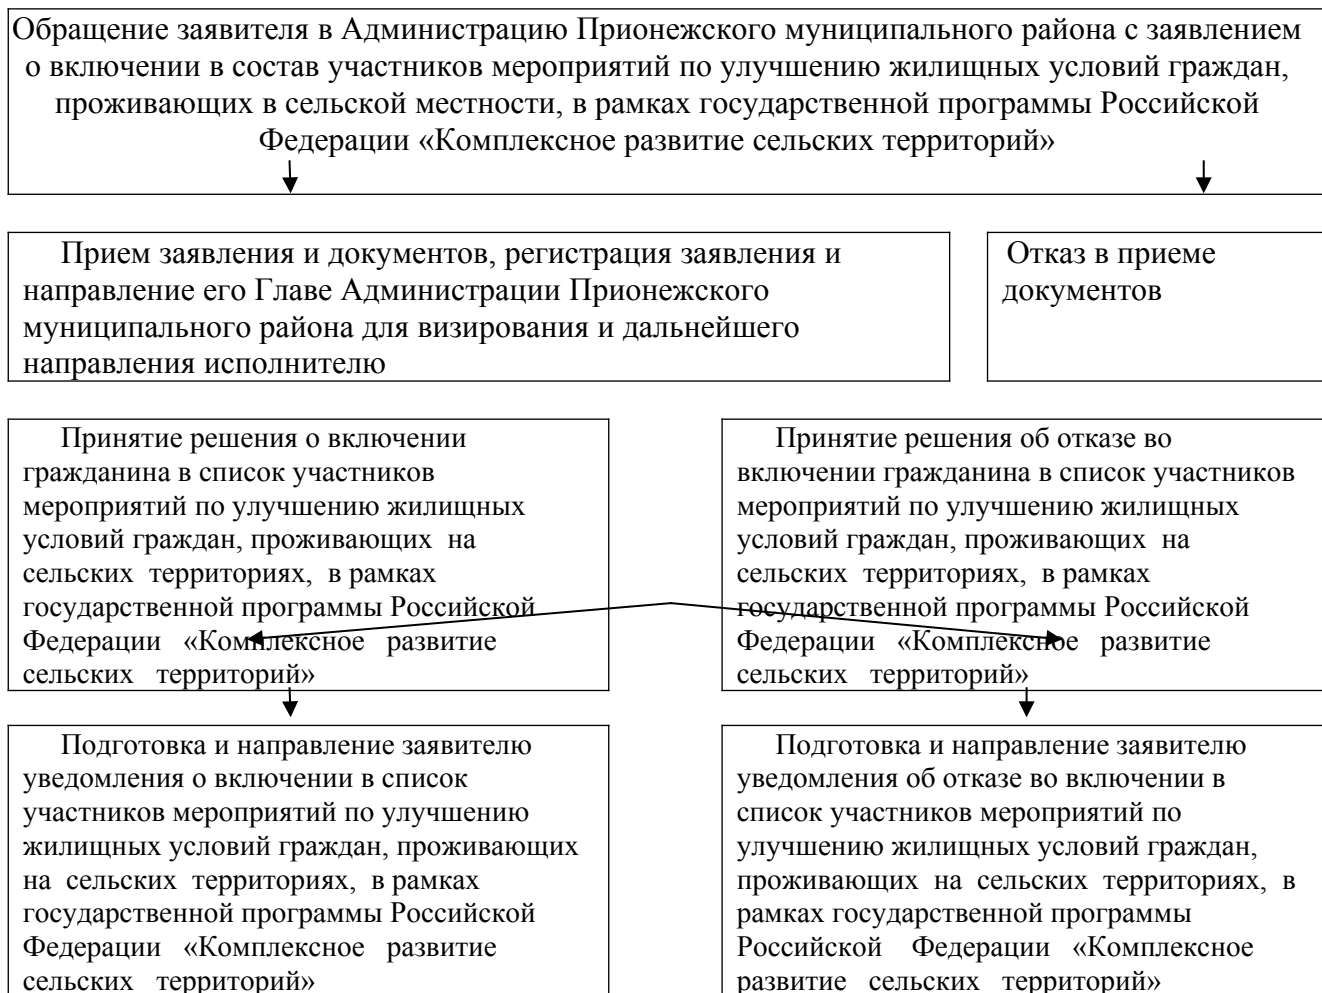 Обращение заявителя в Администрацию Прионежского муниципального района с заявлением
о включении в состав участников мероприятий по улучшению жилищных условий граждан,
проживающих в сельской местности, в рамках государственной программы Российской
Федерации «Комплексное развитие сельских территорий»
Прием заявления и документов, регистрация заявления и
направление его Главе Администрации Прионежского
муниципального района для визирования и дальнейшего
направления исполнителю
Отказ в приеме
документов
Принятие решения о включении
гражданина в список участников
мероприятий по улучшению жилищных
условий граждан, проживающих на
сельских территориях, в рамках
государственной программы Российской
Федерации «Комплексное развитие
сельских территорий»
Принятие решения об отказе во
включении гражданина в список участников
мероприятий по улучшению жилищных
условий граждан, проживающих на
сельских территориях, в рамках
государственной программы Российской
Федерации «Комплексное развитие
сельских территорий»
Подготовка и направление заявителю
уведомления о включении в список
участников мероприятий по улучшению
жилищных условий граждан, проживающих
на сельских территориях, в рамках
государственной программы Российской
Федерации «Комплексное развитие
сельских территорий»
Подготовка и направление заявителю
уведомления об отказе во включении в
список участников мероприятий по
улучшению жилищных условий граждан,
проживающих на сельских территориях, в
рамках государственной программы
Российской Федерации «Комплексное
развитие сельских территорий»